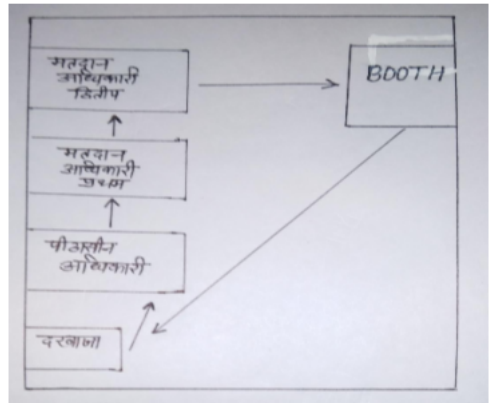 मतदान
अधिकारी
द्वितीय
BOOTH
मतदान
अधिकारी
प्रथम
पीठासीन
अधिकारी
दरवाजा